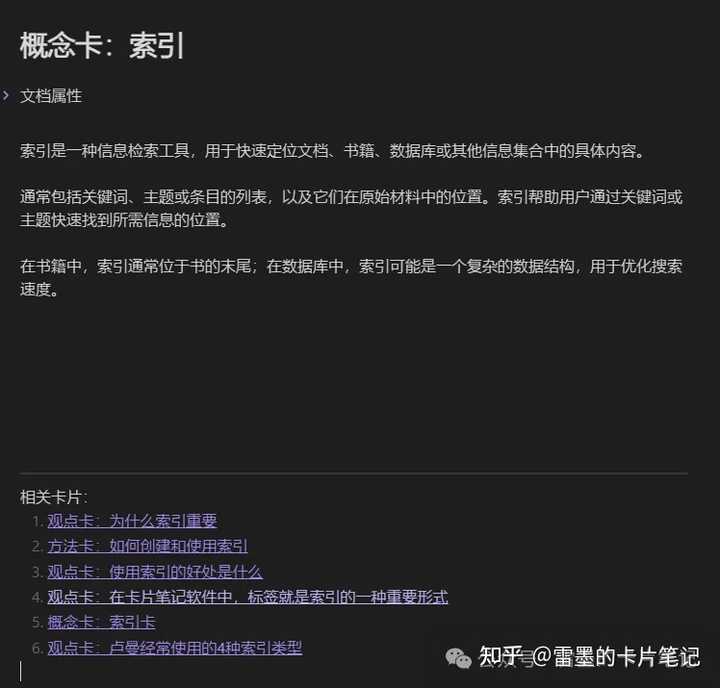 概念卡：索引
文档属性
索引是一种信息检索工具，用于快速定位文档、书籍、数据库或其他信息集合中的具体内容。
通常包括关键词、主题或条目的列表，以及它们在原始材料中的位置。索引帮助用户通过关键词或
主题快速找到所需信息的位置。
在书籍中，索引通常位于书的末尾；在数据库中，索引可能是一个复杂的数据结构，用于优化搜索
速度。
相关卡片：
1. 观点卡：为什么索引重要
2. 方法卡：如何创建和使用索引
3. 观点卡：使用索引的好处是什么
4. 观点卡：在卡片笔记软件中，标签就是索引的一种重要形式
5. 概念卡：索引卡
6. 观点卡：卢曼经常使用的4种索引类型
知乎 @雷墨的卡片笔记